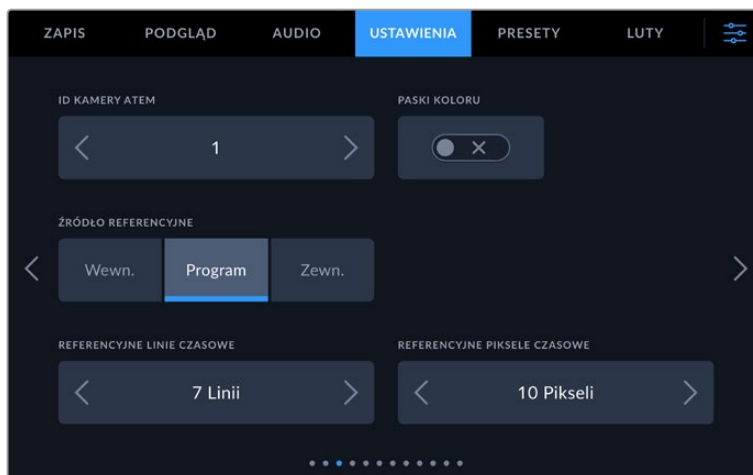 ZAPIS PODGLĄD AUDIO USTAWIENIA PRESETY LUTY
ID KAMERY ATEM PASKI KOLORU
1
ŹRÓDŁO REFERENCYJNE
Wewn. Program Zewn.
REFERENCYJNE LINIE CZASOWE REFERENCYJNE PIKSELE CZASOWE
7 Linii 10 Pikseli